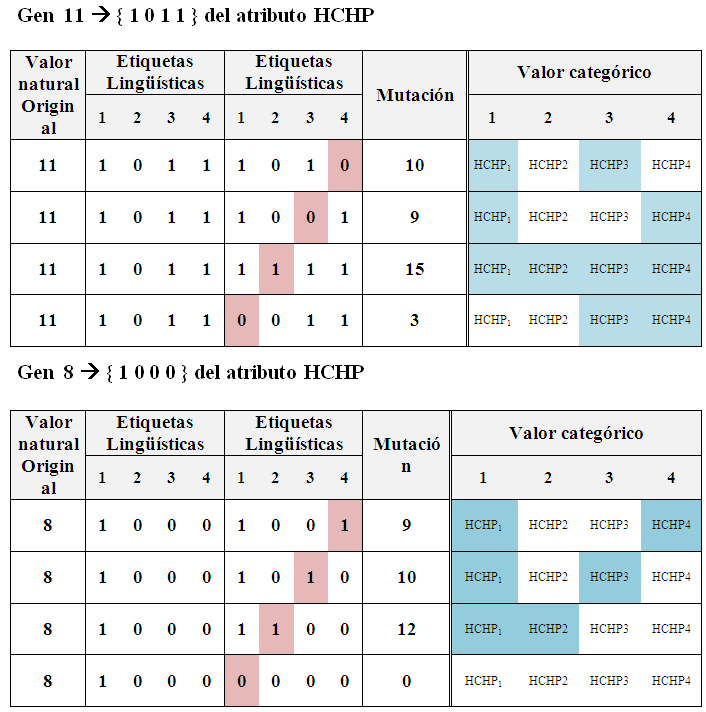 Gen 11 → { 1 0 1 1 } del atributo HCHP
Valor natural Origin al | Etiquetas Lingüísticas | Etiquetas Lingüísticas | Mutación | Valor categórico
1 2 3 4 | 1 2 3 4 | 1 2 3 4
11 | 1 0 1 1 | 1 0 1 0 | 10 | HCHP₁ HCHP2 HCHP3 HCHP4
11 | 1 0 1 1 | 1 0 0 1 | 9 | HCHP₁ HCHP2 HCHP3 HCHP4
11 | 1 0 1 1 | 1 1 1 1 | 15 | HCHP₁ HCHP2 HCHP3 HCHP4
11 | 1 0 1 1 | 0 0 1 1 | 3 | HCHP₁ HCHP2 HCHP3 HCHP4
Gen 8 → { 1 0 0 0 } del atributo HCHP
Valor natural Origin al | Etiquetas Lingüísticas | Etiquetas Lingüísticas | Mutació n | Valor categórico
1 2 3 4 | 1 2 3 4 | 1 2 3 4
8 | 1 0 0 0 | 1 0 0 1 | 9 | HCHP₁ HCHP2 HCHP3 HCHP4
8 | 1 0 0 0 | 1 0 1 0 | 10 | HCHP₁ HCHP2 HCHP3 HCHP4
8 | 1 0 0 0 | 1 1 0 0 | 12 | HCHP₁ HCHP2 HCHP3 HCHP4
8 | 1 0 0 0 | 0 0 0 0 | 0 | HCHP₁ HCHP2 HCHP3 HCHP4